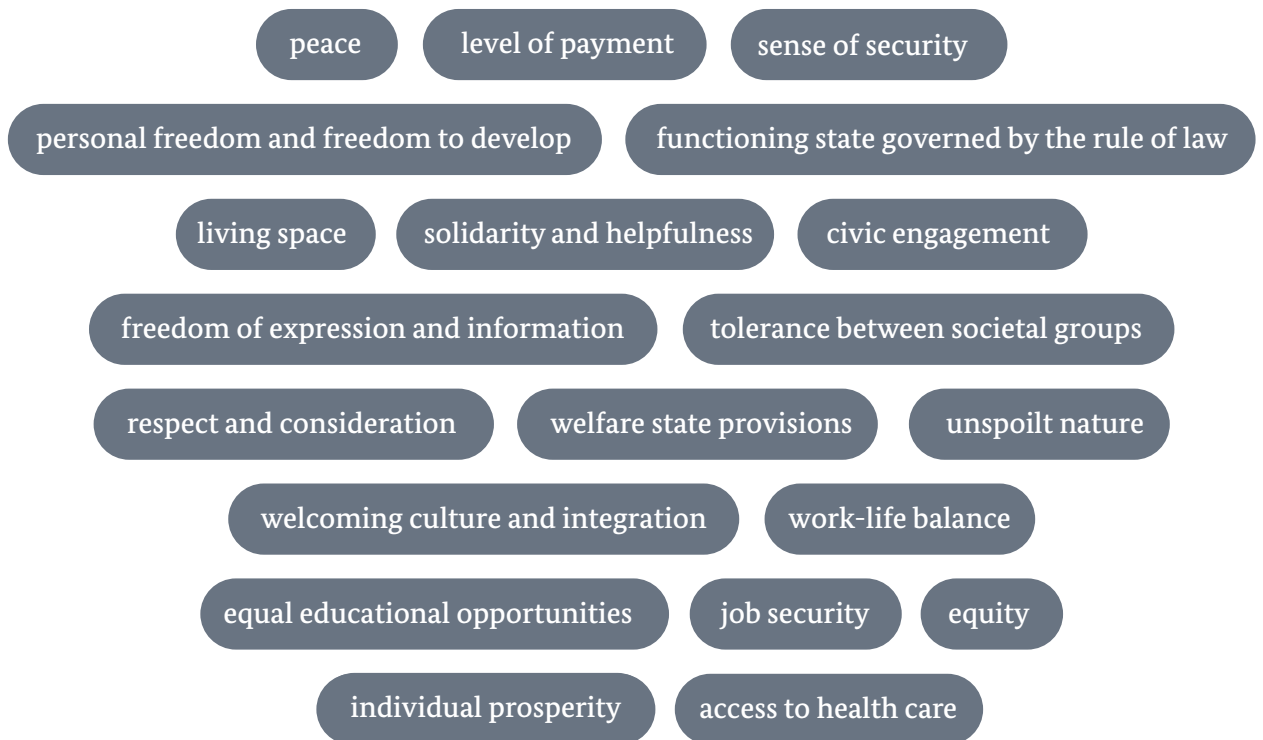 peace level of payment sense of security
personal freedom and freedom to develop functioning state governed by the rule of law
living space solidarity and helpfulness civic engagement
freedom of expression and information tolerance between societal groups
respect and consideration welfare state provisions unspoilt nature
welcoming culture and integration work-life balance
equal educational opportunities job security equity
individual prosperity access to health care